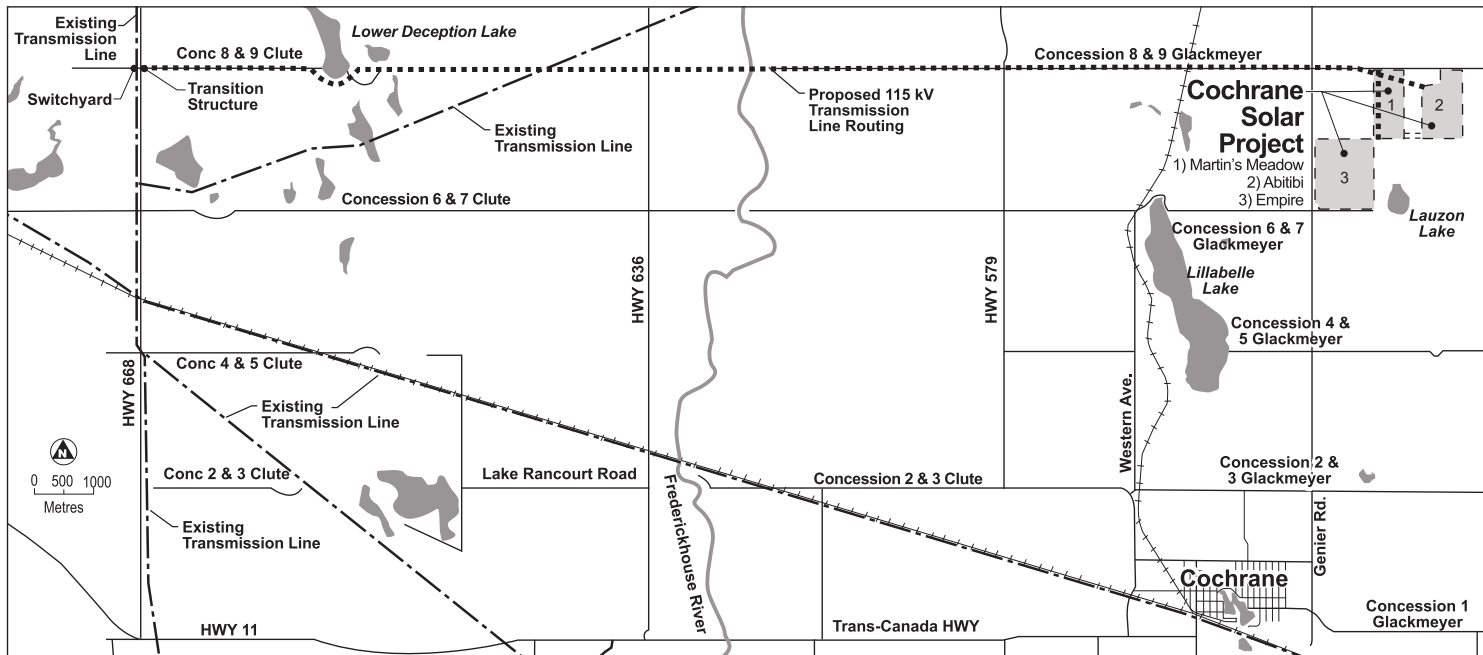 Existing
Transmission
Line
Conc 8 & 9 Clute
Lower Deception Lake
Concession 8 & 9 Glackmeyer
Switchyard
Transition
Structure
Proposed 115 kV
Transmission
Line Routing
Cochrane
Solar
Project
1) Martin's Meadow
2) Abitibi
3) Empire
1
2
3
Existing
Transmission Line
Concession 6 & 7 Clute
Concession 6 & 7
Glackmeyer
Lauzon
Lake
Lillabelle
Lake
HWY 636
HWY 579
Concession 4 &
5 Glackmeyer
Conc 4 & 5 Clute
HWY 668
Existing
Transmission Line
Western Ave.
N
0 500 1000
Metres
Conc 2 & 3 Clute
Lake Rancourt Road
Concession 2 & 3 Clute
Concession 2 &
3 Glackmeyer
Existing
Transmission Line
Frederickhouse River
Genier Rd.
Cochrane
HWY 11
Trans-Canada HWY
Concession 1
Glackmeyer